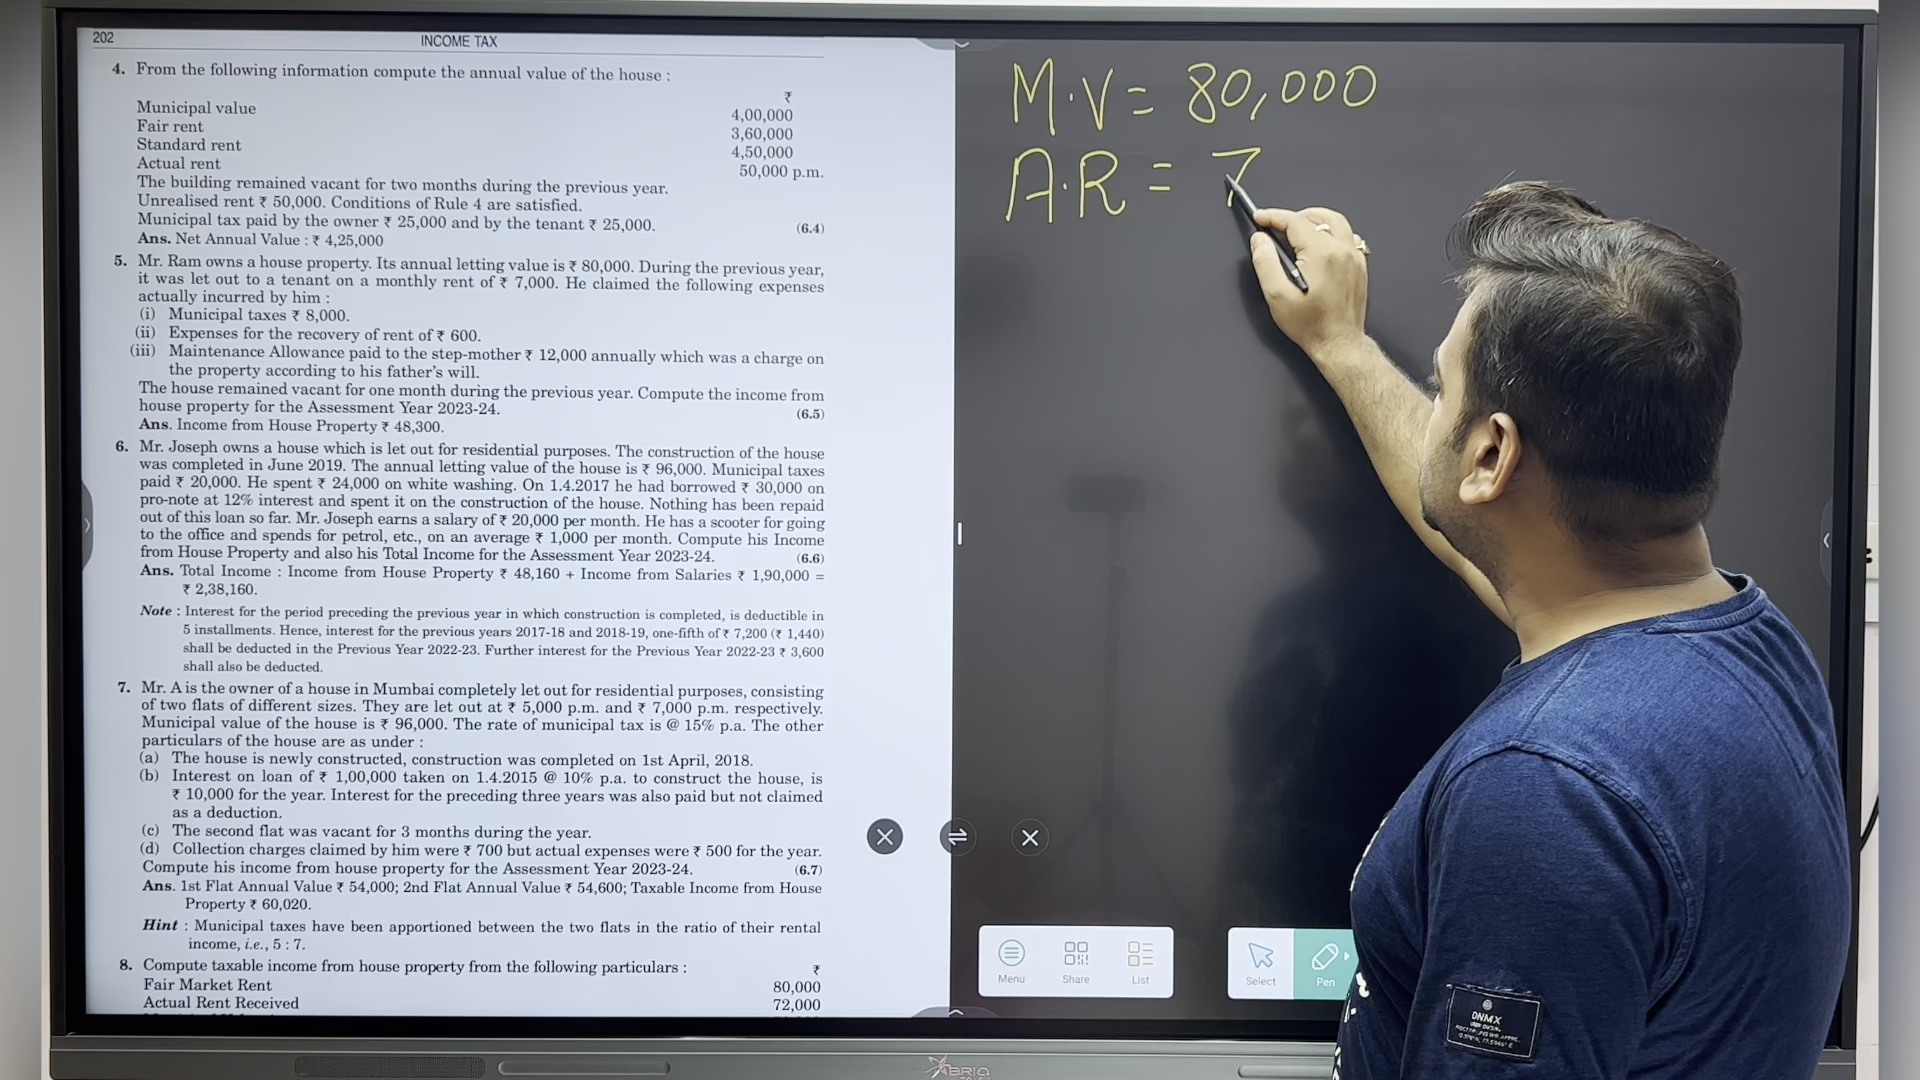 202
INCOME TAX
4. From the following information compute the annual value of the house :
₹
Municipal value 4,00,000
Fair rent 3,60,000
Standard rent 4,50,000
Actual rent 50,000 p.m.
The building remained vacant for two months during the previous year.
Unrealised rent ₹ 50,000. Conditions of Rule 4 are satisfied.
Municipal tax paid by the owner ₹ 25,000 and by the tenant ₹ 25,000. (6.4)
Ans. Net Annual Value : ₹ 4,25,000
5. Mr. Ram owns a house property. Its annual letting value is ₹ 80,000. During the previous year,
it was let out to a tenant on a monthly rent of ₹ 7,000. He claimed the following expenses
actually incurred by him :
(i) Municipal taxes ₹ 8,000.
(ii) Expenses for the recovery of rent of ₹ 600.
(iii) Maintenance Allowance paid to the step-mother ₹ 12,000 annually which was a charge on
the property according to his father's will.
The house remained vacant for one month during the previous year. Compute the income from
house property for the Assessment Year 2023-24. (6.5)
Ans. Income from House Property ₹ 48,300.
6. Mr. Joseph owns a house which is let out for residential purposes. The construction of the house
was completed in June 2019. The annual letting value of the house is ₹ 96,000. Municipal taxes
paid ₹ 20,000. He spent ₹ 24,000 on white washing. On 1.4.2017 he had borrowed ₹ 30,000 on
pro-note at 12% interest and spent it on the construction of the house. Nothing has been repaid
out of this loan so far. Mr. Joseph earns a salary of ₹ 20,000 per month. He has a scooter for going
to the office and spends for petrol, etc., on an average ₹ 1,000 per month. Compute his Income
from House Property and also his Total Income for the Assessment Year 2023-24. (6.6)
Ans. Total Income : Income from House Property ₹ 48,160 + Income from Salaries ₹ 1,90,000 =
₹ 2,38,160.
Note : Interest for the period preceding the previous year in which construction is completed, is deductible in
5 installments. Hence, interest for the previous years 2017-18 and 2018-19, one-fifth of ₹ 7,200 (₹ 1,440)
shall be deducted in the Previous Year 2022-23. Further interest for the Previous Year 2022-23 ₹ 3,600
shall also be deducted.
7. Mr. A is the owner of a house in Mumbai completely let out for residential purposes, consisting
of two flats of different sizes. They are let out at ₹ 5,000 p.m. and ₹ 7,000 p.m. respectively.
Municipal value of the house is ₹ 96,000. The rate of municipal tax is @ 15% p.a. The other
particulars of the house are as under :
(a) The house is newly constructed, construction was completed on 1st April, 2018.
(b) Interest on loan of ₹ 1,00,000 taken on 1.4.2015 @ 10% p.a. to construct the house, is
₹ 10,000 for the year. Interest for the preceding three years was also paid but not claimed
as a deduction.
(c) The second flat was vacant for 3 months during the year.
(d) Collection charges claimed by him were ₹ 700 but actual expenses were ₹ 500 for the year.
Compute his income from house property for the Assessment Year 2023-24. (6.7)
Ans. 1st Flat Annual Value ₹ 54,000; 2nd Flat Annual Value ₹ 54,600; Taxable Income from House
Property ₹ 60,020.
Hint : Municipal taxes have been apportioned between the two flats in the ratio of their rental
income, i.e., 5 : 7.
8. Compute taxable income from house property from the following particulars : ₹
Fair Market Rent 80,000
Actual Rent Received 72,000
M.V = 80,000
A.R = 7
Menu Share List Select Pen
DNMX